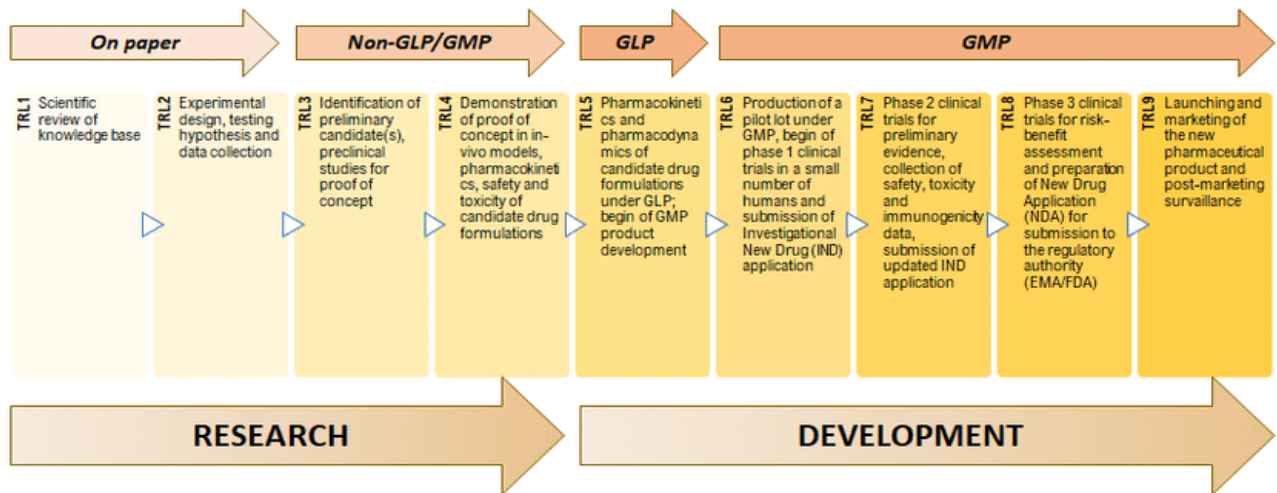 On paper
Non-GLP/GMP
GLP
GMP
TRL1
Scientific
review of
knowledge base
TRL2
Experimental
design, testing
hypothesis and
data collection
TRL3
Identification of
preliminary
candidate(s),
preclinical
studies for
proof of
concept
TRL4
Demonstration
of proof of
concept in in-
vivo models,
pharmacokineti
cs, safety and
toxicity of
candidate drug
formulations
TRL5
Pharmacokineti
cs and
pharmacodyna
mics of
candidate drug
formulations
under GLP;
begin of GMP
product
development
TRL6
Production of a
pilot lot under
GMP, begin of
phase 1 clinical
trials in a small
number of
humans and
submission of
Investigational
New Drug (IND)
application
TRL7
Phase 2 clinical
trials for
preliminary
evidence,
collection of
safety, toxicity
and
immunogenicity
data,
submission of
updated IND
application
TRL8
Phase 3 clinical
trials for risk-
benefit
assessment
and preparation
of New Drug
Application
(NDA) for
submission to
the regulatory
authority
(EMA/FDA)
TRL9
Launching and
marketing of
the new
pharmaceutical
product and
post-marketing
survaillance
RESEARCH
DEVELOPMENT